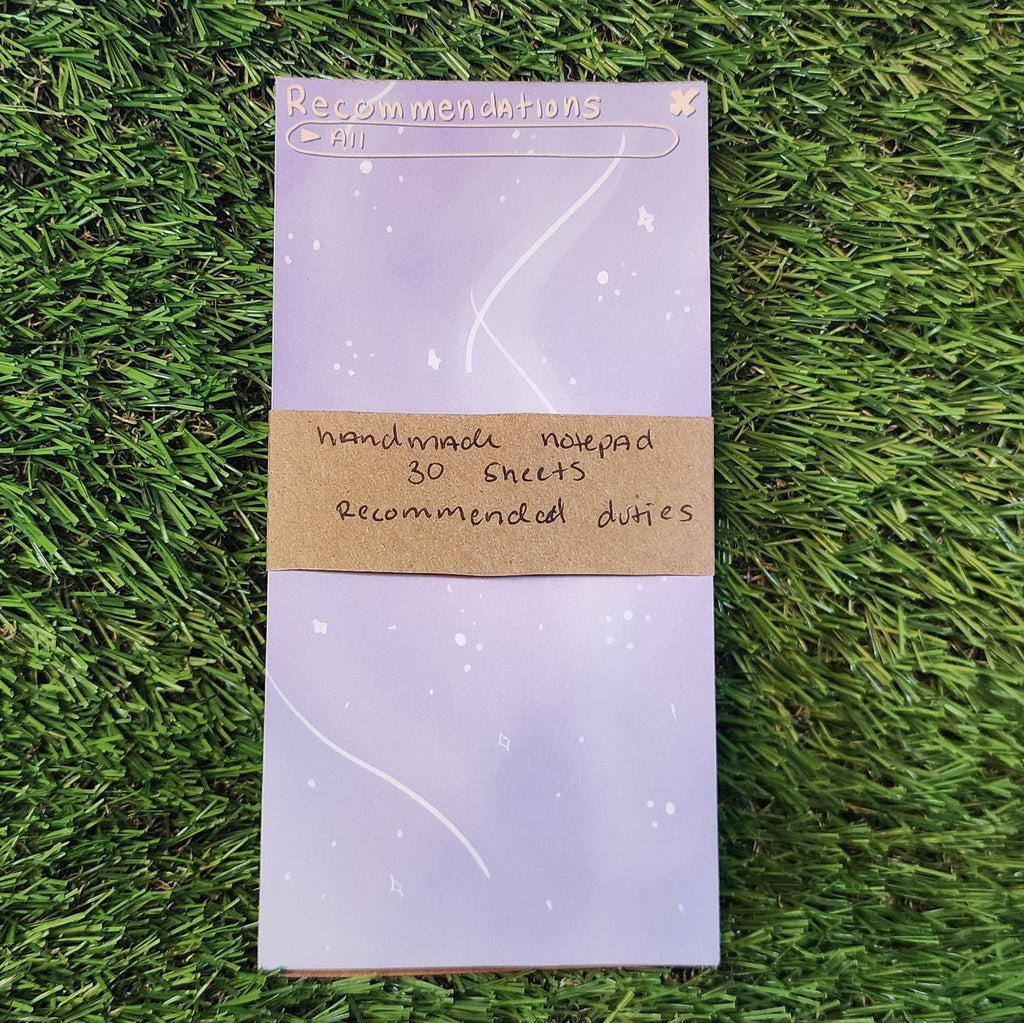 Recommendations
All
handmade notepad
30 sheets
Recommended duties